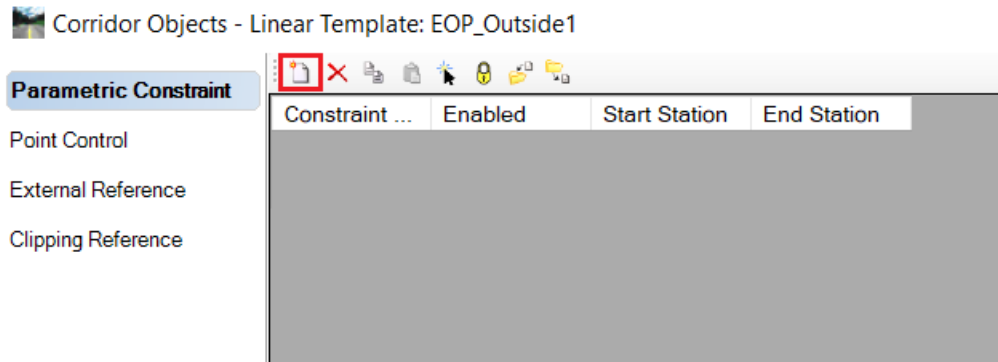 Corridor Objects - Linear Template: EOP_Outside1
Parametric Constraint
Point Control
External Reference
Clipping Reference
Constraint ... Enabled Start Station End Station